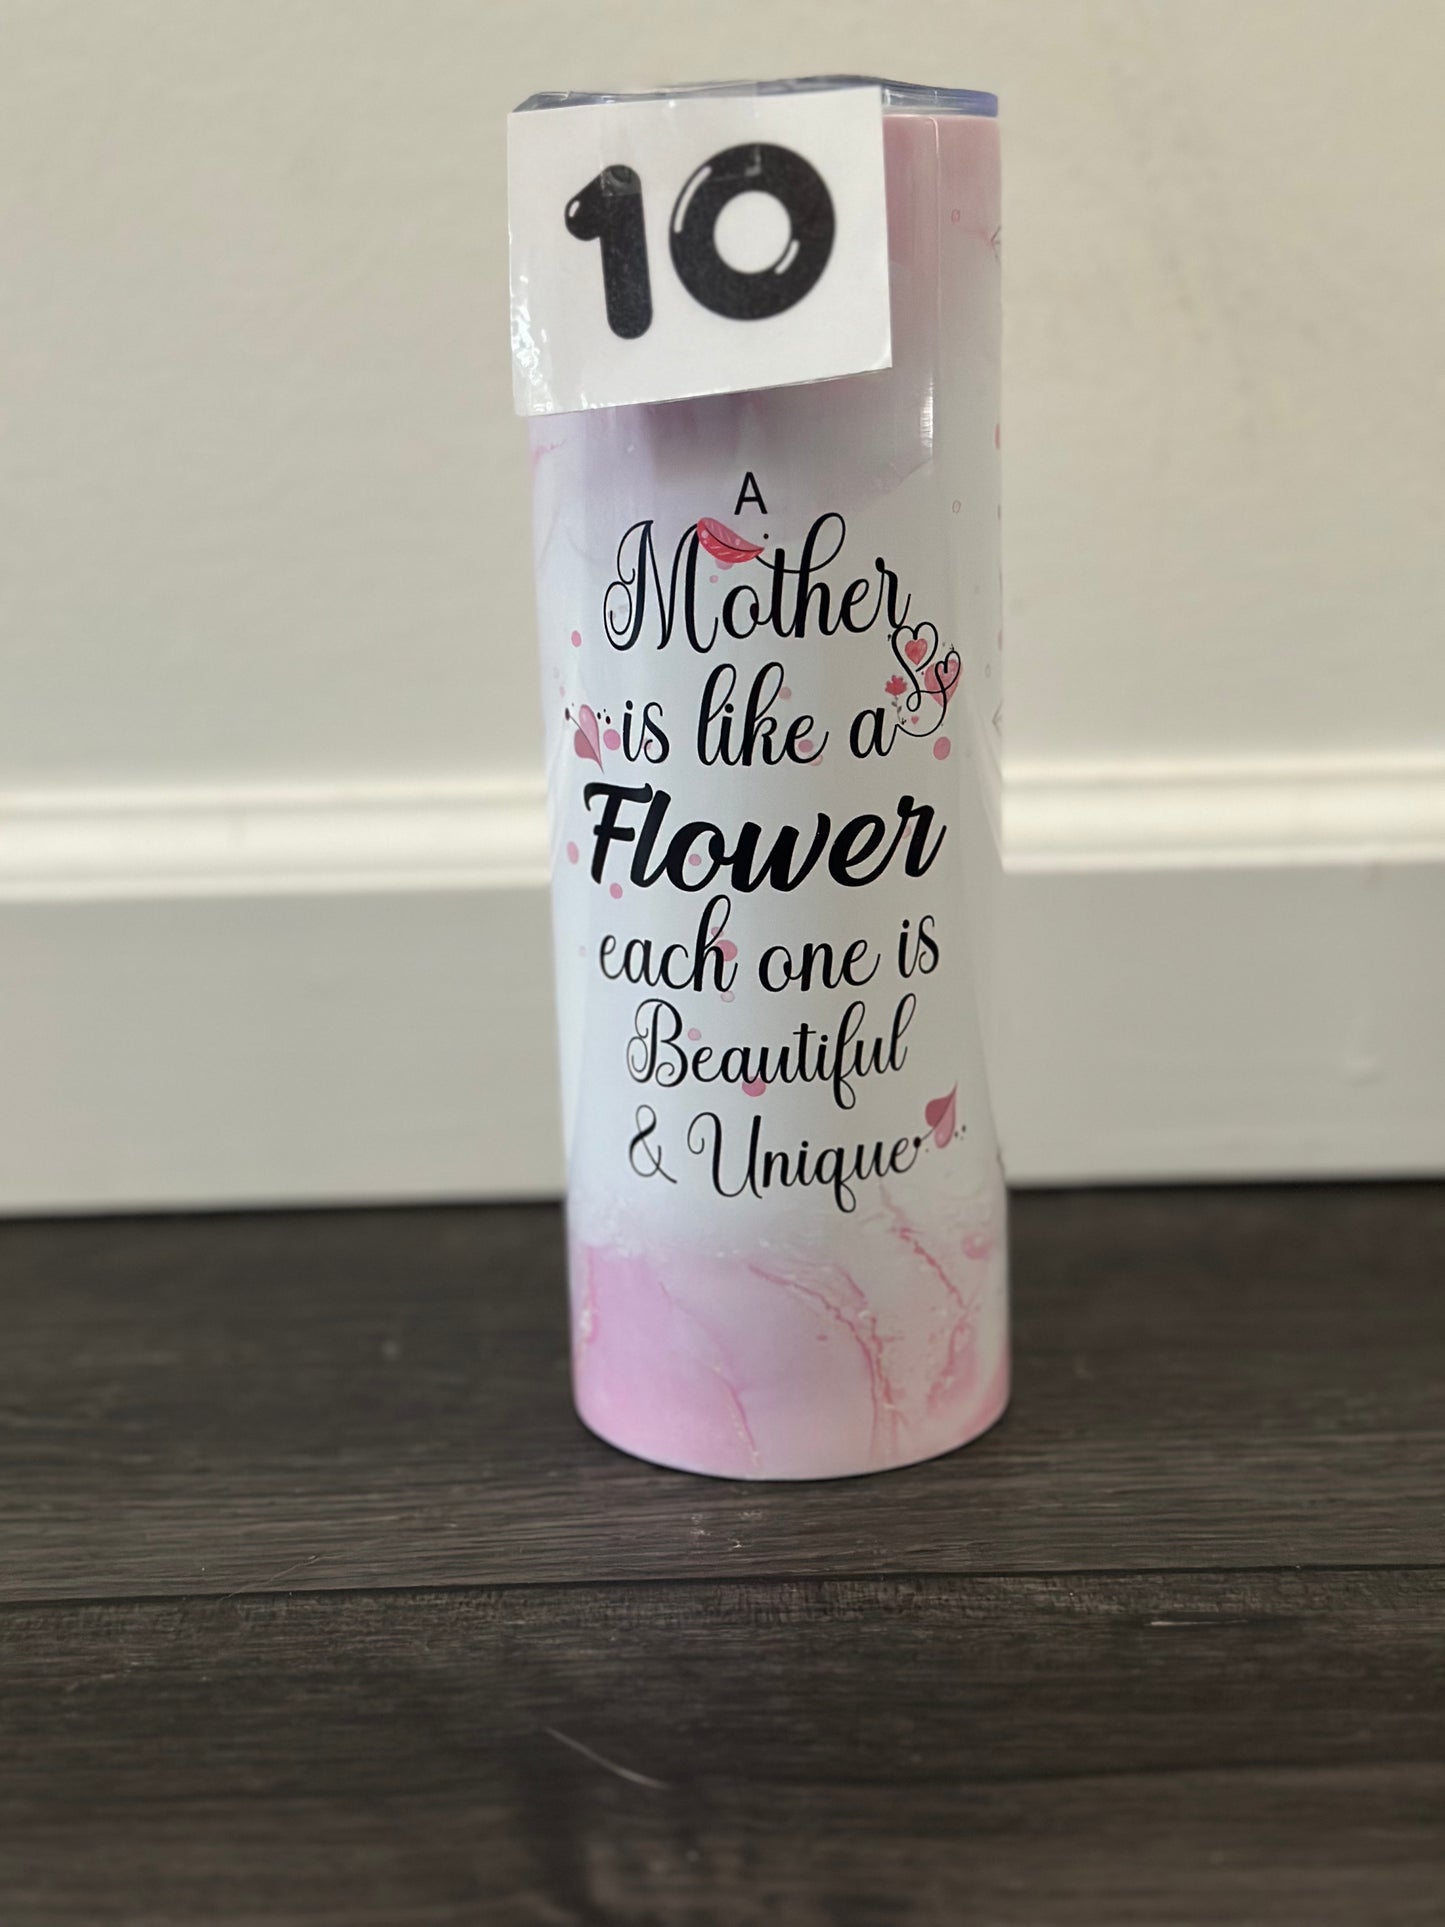 10
A
Mother
is like a
Flower
each one is
Beautiful
& Unique